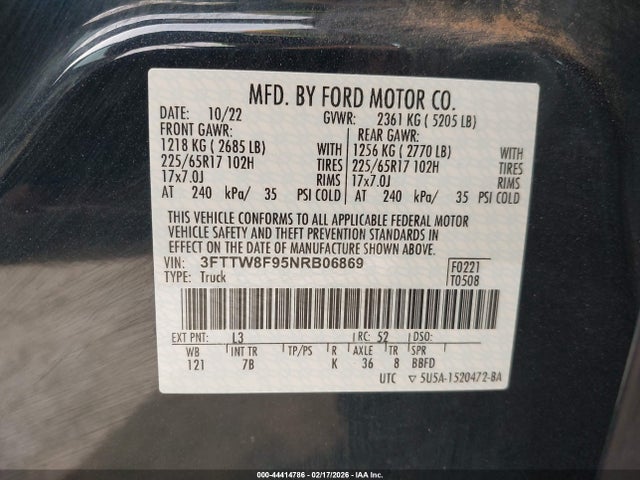 MFD. BY FORD MOTOR CO.
DATE: 10/22 GVWR: 2361 KG ( 5205 LB)
FRONT GAWR: REAR GAWR:
1218 KG ( 2685 LB) WITH 1256 KG ( 2770 LB) WITH
225/65R17 102H TIRES 225/65R17 102H TIRES
17x7.0J RIMS 17x7.0J RIMS
AT 240 kPa/ 35 PSI COLD AT 240 kPa/ 35 PSI COLD
THIS VEHICLE CONFORMS TO ALL APPLICABLE FEDERAL MOTOR
VEHICLE SAFETY AND THEFT PREVENTION STANDARDS IN
EFFECT ON THE DATE OF MANUFACTURE SHOWN ABOVE.
VIN: 3FTTW8F95NRB06869 F0221
TYPE: Truck T0508
EXT PNT: L3 RC: 52 DSO:
WB INT TR TP/PS R AXLE TR SPR
121 7B K 36 8 BBFD
UTC ▽ 5U5A-1520472-BA
000-44414786 - 02/17/2026 - IAA Inc.